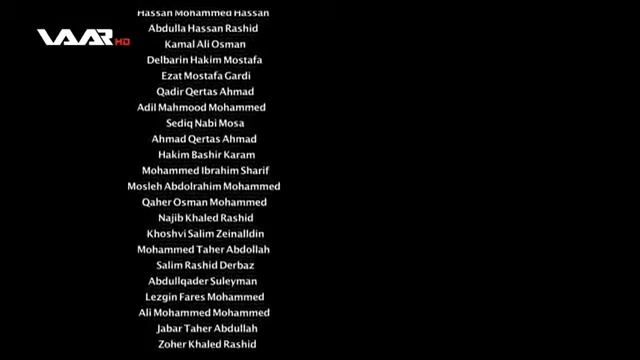 Hassan Mohammed Hassan
VAAR HD
Abdulla Hassan Rashid
Kamal Ali Osman
Delbarin Hakim Mostafa
Ezat Mostafa Gardi
Qadir Qertas Ahmad
Adil Mahmood Mohammed
Sediq Nabi Mosa
Ahmad Qertas Ahmad
Hakim Bashir Karam
Mohammed Ibrahim Sharif
Mosleh Abdolrahim Mohammed
Qaher Osman Mohammed
Najib Khaled Rashid
Khoshvi Salim Zeinalldin
Mohammed Taher Abdollah
Salim Rashid Derbaz
Abdullqader Suleyman
Lezgin Fares Mohammed
Ali Mohammed Mohammed
Jabar Taher Abdullah
Zoher Khaled Rashid